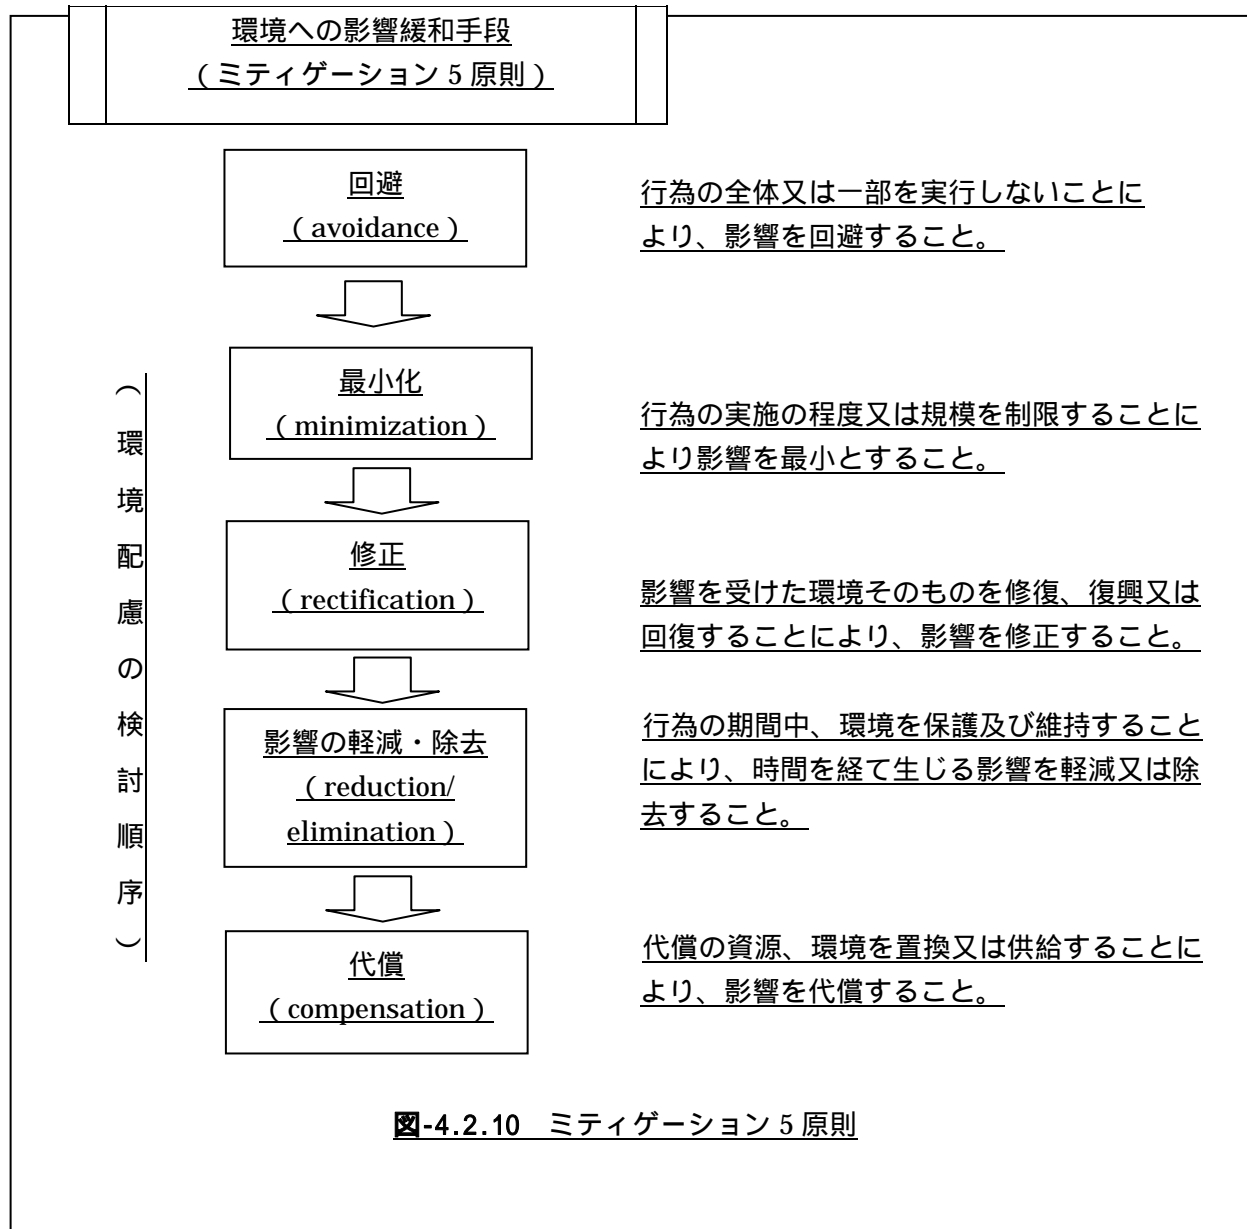 環境への影響緩和手段
（ミティゲーション 5 原則）
回避
（avoidance）
行為の全体又は一部を実行しないことに
より、影響を回避すること。
最小化
（minimization）
行為の実施の程度又は規模を制限することに
より影響を最小とすること。
修正
（rectification）
影響を受けた環境そのものを修復、復興又は
回復することにより、影響を修正すること。
影響の軽減・除去
（reduction/
elimination）
行為の期間中、環境を保護及び維持すること
により、時間を経て生じる影響を軽減又は除
去すること。
代償
（compensation）
代償の資源、環境を置換又は供給することに
より、影響を代償すること。
（環境配慮の検討順序）
図-4.2.10　ミティゲーション 5 原則